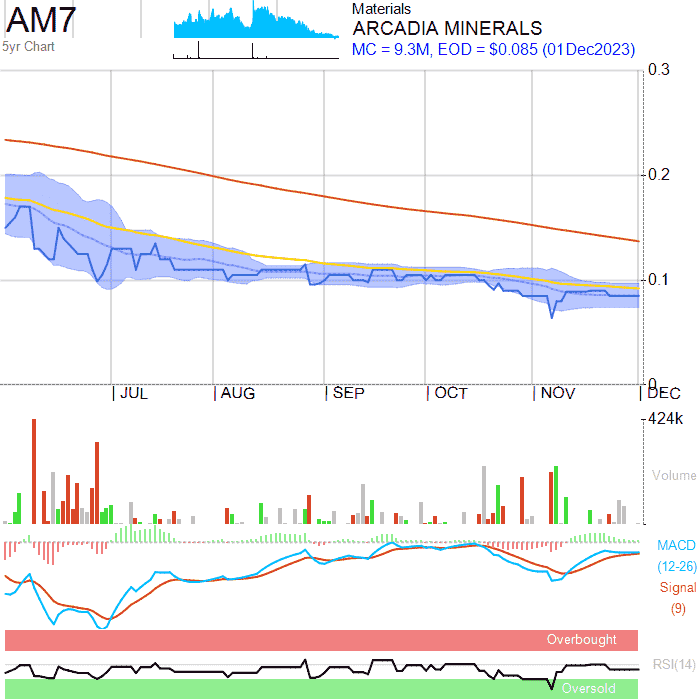 AM7
5yr Chart
Materials
ARCADIA MINERALS
MC = 9.3M, EOD = $0.085 (01Dec2023)
0.3
0.2
0.1
0
JUL AUG SEP OCT NOV DEC
424k
Volume
MACD
(12-26)
Signal
(9)
Overbought
RSI(14)
Oversold